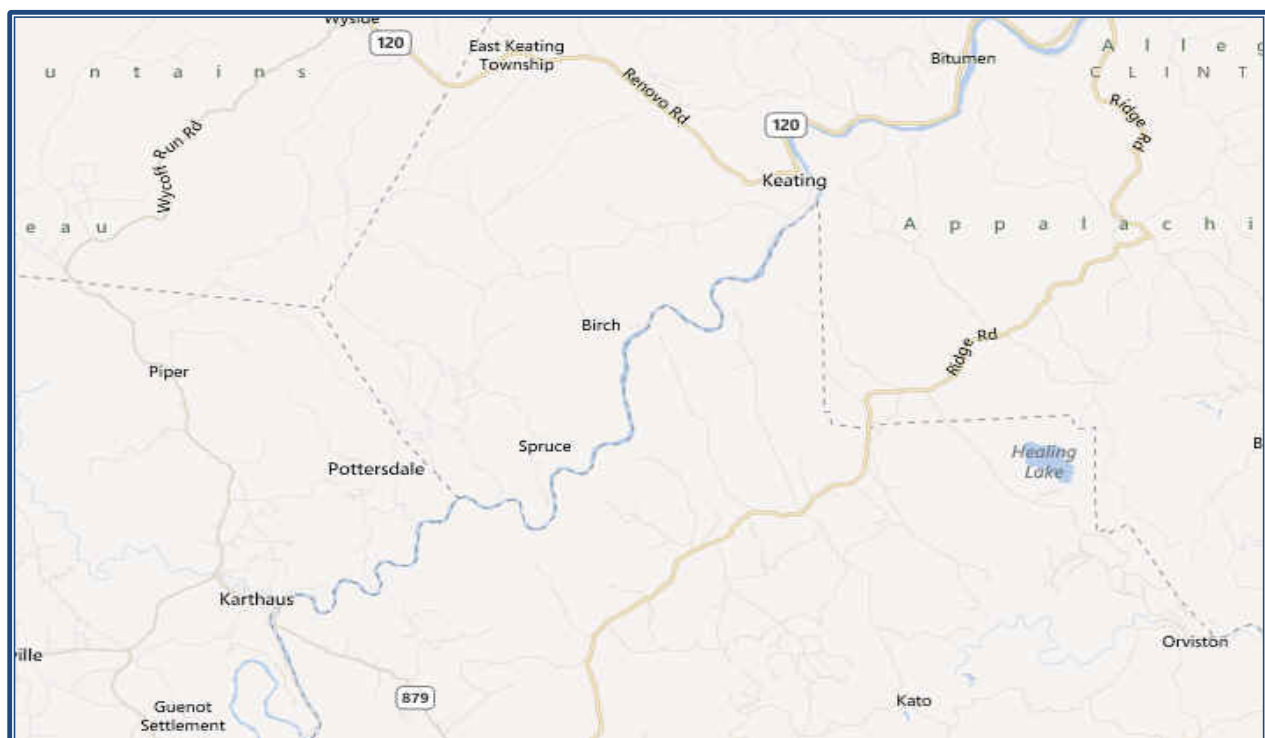 Wyside
120
East Keating
Township
Bitumen
A l l e g
C L I N T
u n t a i n s
Renovo Rd
Ridge Rd
120
Wycoff Run Rd
Keating
e a u
A p p a l a c h i
Birch
Ridge Rd
Piper
Spruce
Healing
Lake
B
Pottersdale
Karthaus
Orviston
ville
879
Kato
Guenot
Settlement